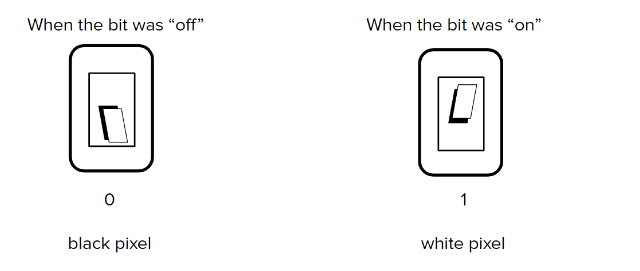 When the bit was “off”
When the bit was “on”
0
1
black pixel
white pixel